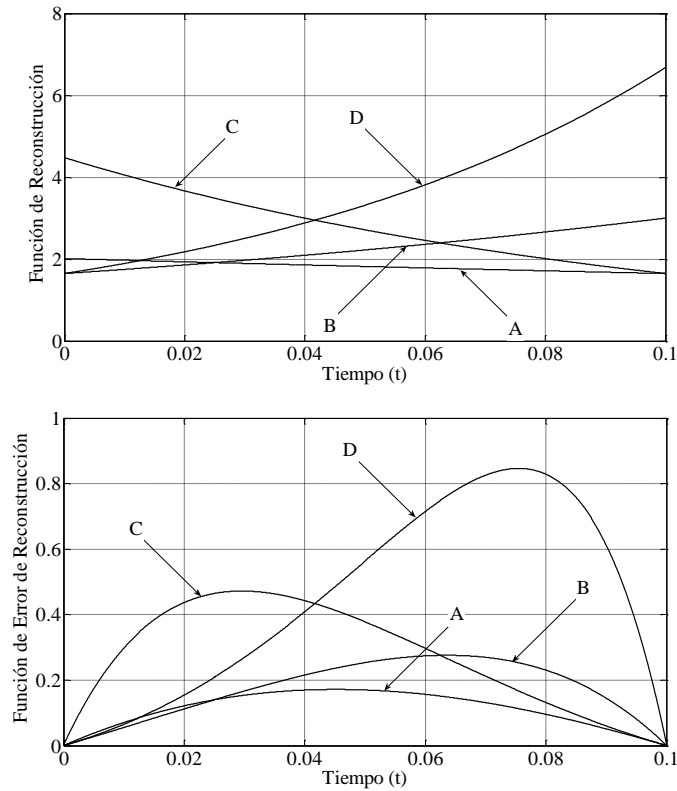 8
6
4
2
0
Función de Reconstrucción
C
D
B
A
0 0.02 0.04 0.06 0.08 0.1
Tiempo (t)
1
0.8
0.6
0.4
0.2
0
Función de Error de Reconstrucción
D
C
B
A
0 0.02 0.04 0.06 0.08 0.1
Tiempo (t)